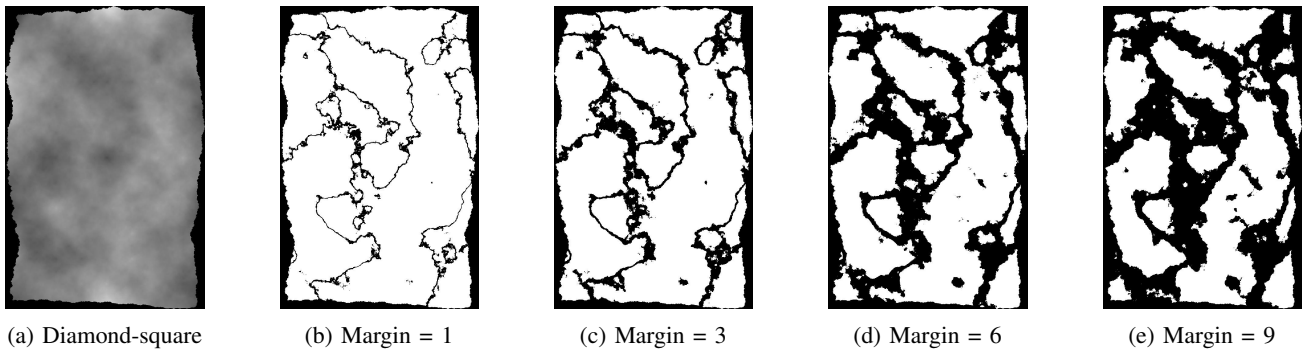 (a) Diamond-square
(b) Margin = 1
(c) Margin = 3
(d) Margin = 6
(e) Margin = 9